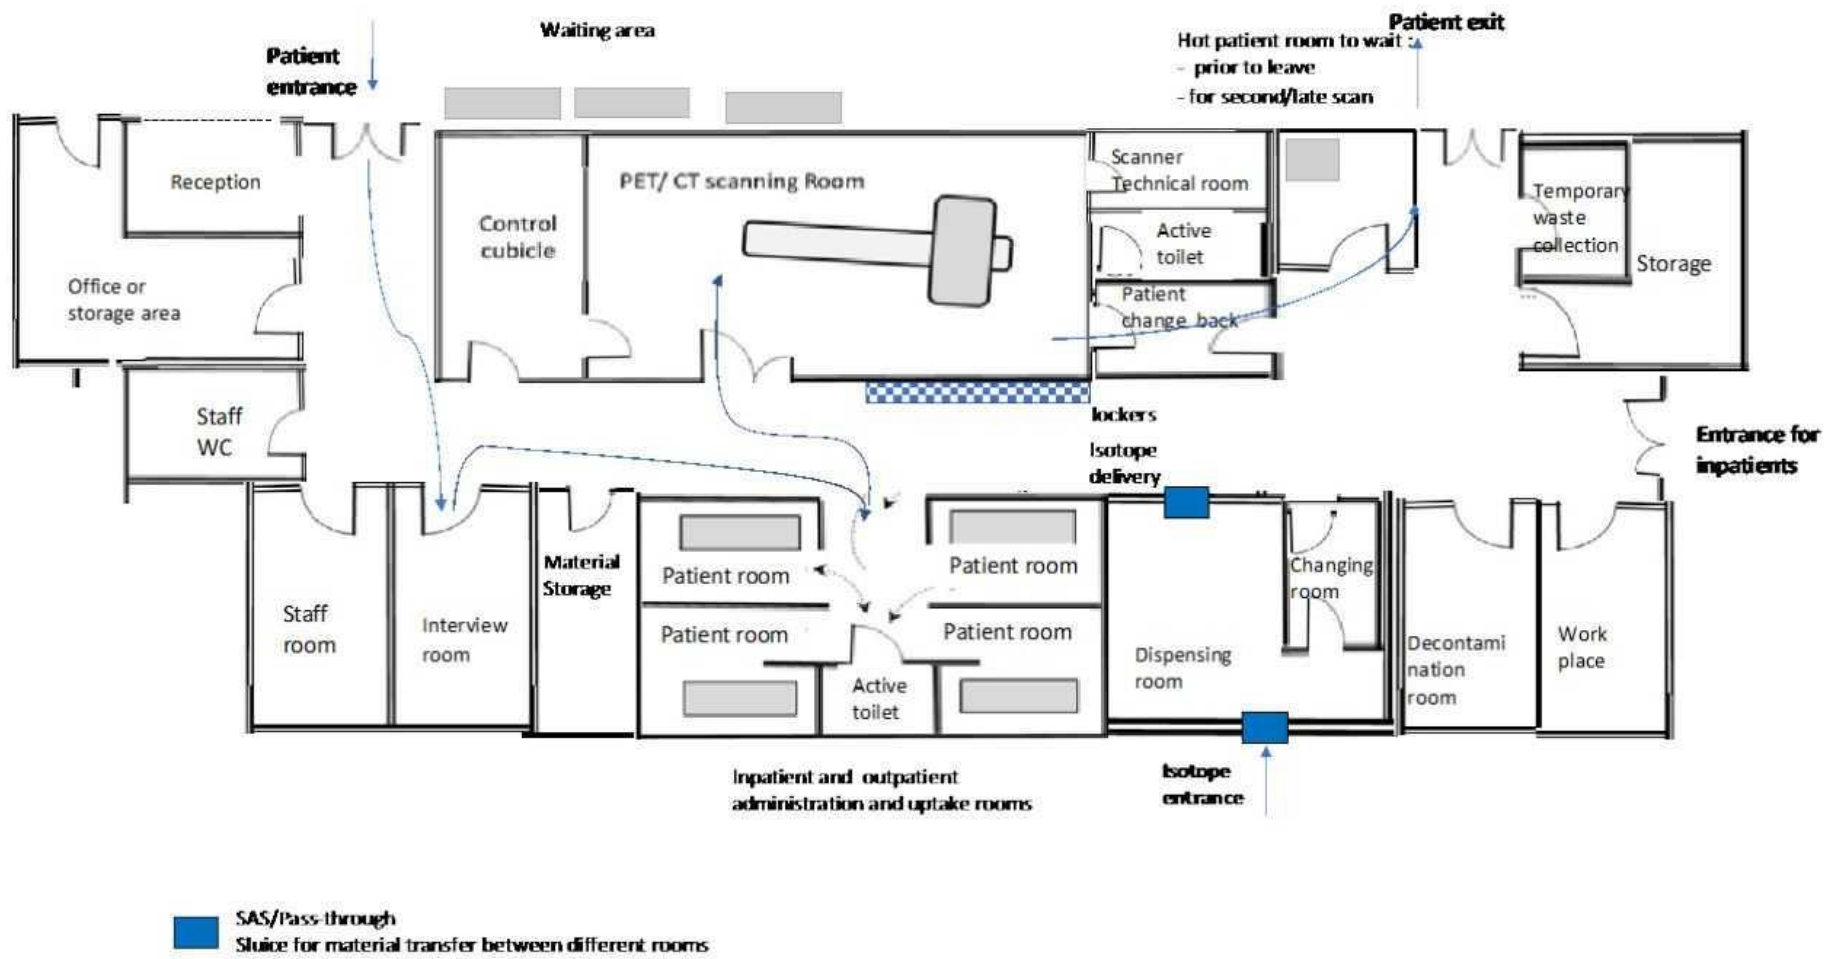 Waiting area
Patient
entrance
Patient exit
Hot patient room to wait :
- prior to leave
- for second/late scan
Reception
Office or
storage area
Staff
WC
Control
cubicle
PET/ CT scanning Room
Scanner
Technical room
Active
toilet
Patient
change back
Temporary
waste
collection
Storage
lockers
Isotope
delivery
Entrance for
inpatients
Staff
room
Interview
room
Material
Storage
Patient room
Patient room
Patient room
Patient room
Active
toilet
Dispensing
room
Changing
room
Decontami
nation
room
Work
place
Inpatient and outpatient
administration and uptake rooms
Isotope
entrance
SAS/Pass-through
Sluice for material transfer between different rooms